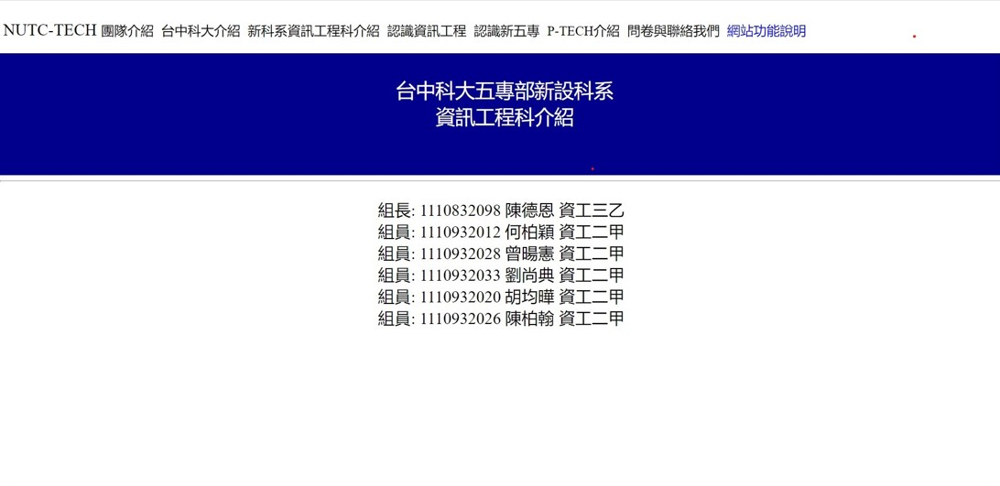 NUTC-TECH 團隊介紹 台中科大介紹 新科系資訊工程科介紹 認識資訊工程 認識新五專 P-TECH介紹 問卷與聯絡我們 網站功能說明
台中科大五專部新設科系
資訊工程科介紹
組長: 1110832098 陳德恩 資工三乙
組員: 1110932012 何柏穎 資工二甲
組員: 1110932028 曾暘憲 資工二甲
組員: 1110932033 劉尚典 資工二甲
組員: 1110932020 胡均曄 資工二甲
組員: 1110932026 陳柏翰 資工二甲